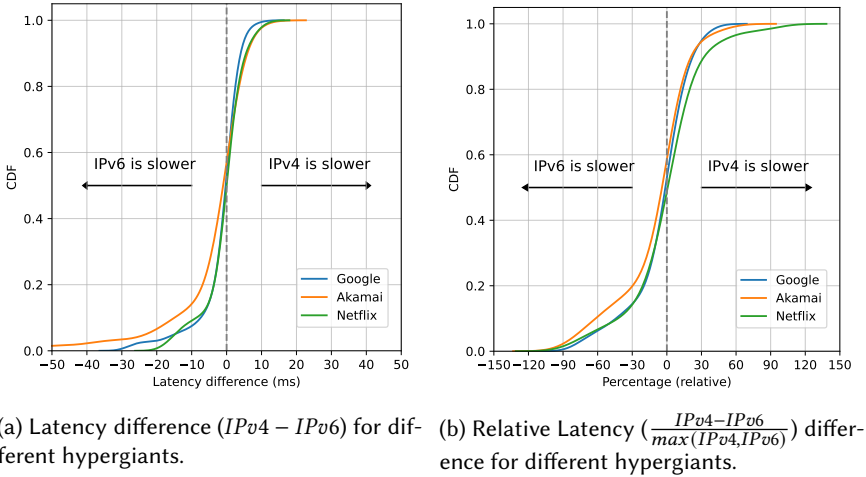 1.0
0.8
0.6
0.4
0.2
0.0
CDF
IPv6 is slower
IPv4 is slower
Google
Akamai
Netflix
−50 −40 −30 −20 −10 0 10 20 30 40 50
Latency difference (ms)
(a) Latency difference (IPv4 − IPv6) for dif-
ferent hypergiants.
1.0
0.8
0.6
0.4
0.2
0.0
CDF
IPv6 is slower
IPv4 is slower
Google
Akamai
Netflix
−150 −120 −90 −60 −30 0 30 60 90 120 150
Percentage (relative)
(b) Relative Latency (IPv4−IPv6/max(IPv4,IPv6)) differ-
ence for different hypergiants.